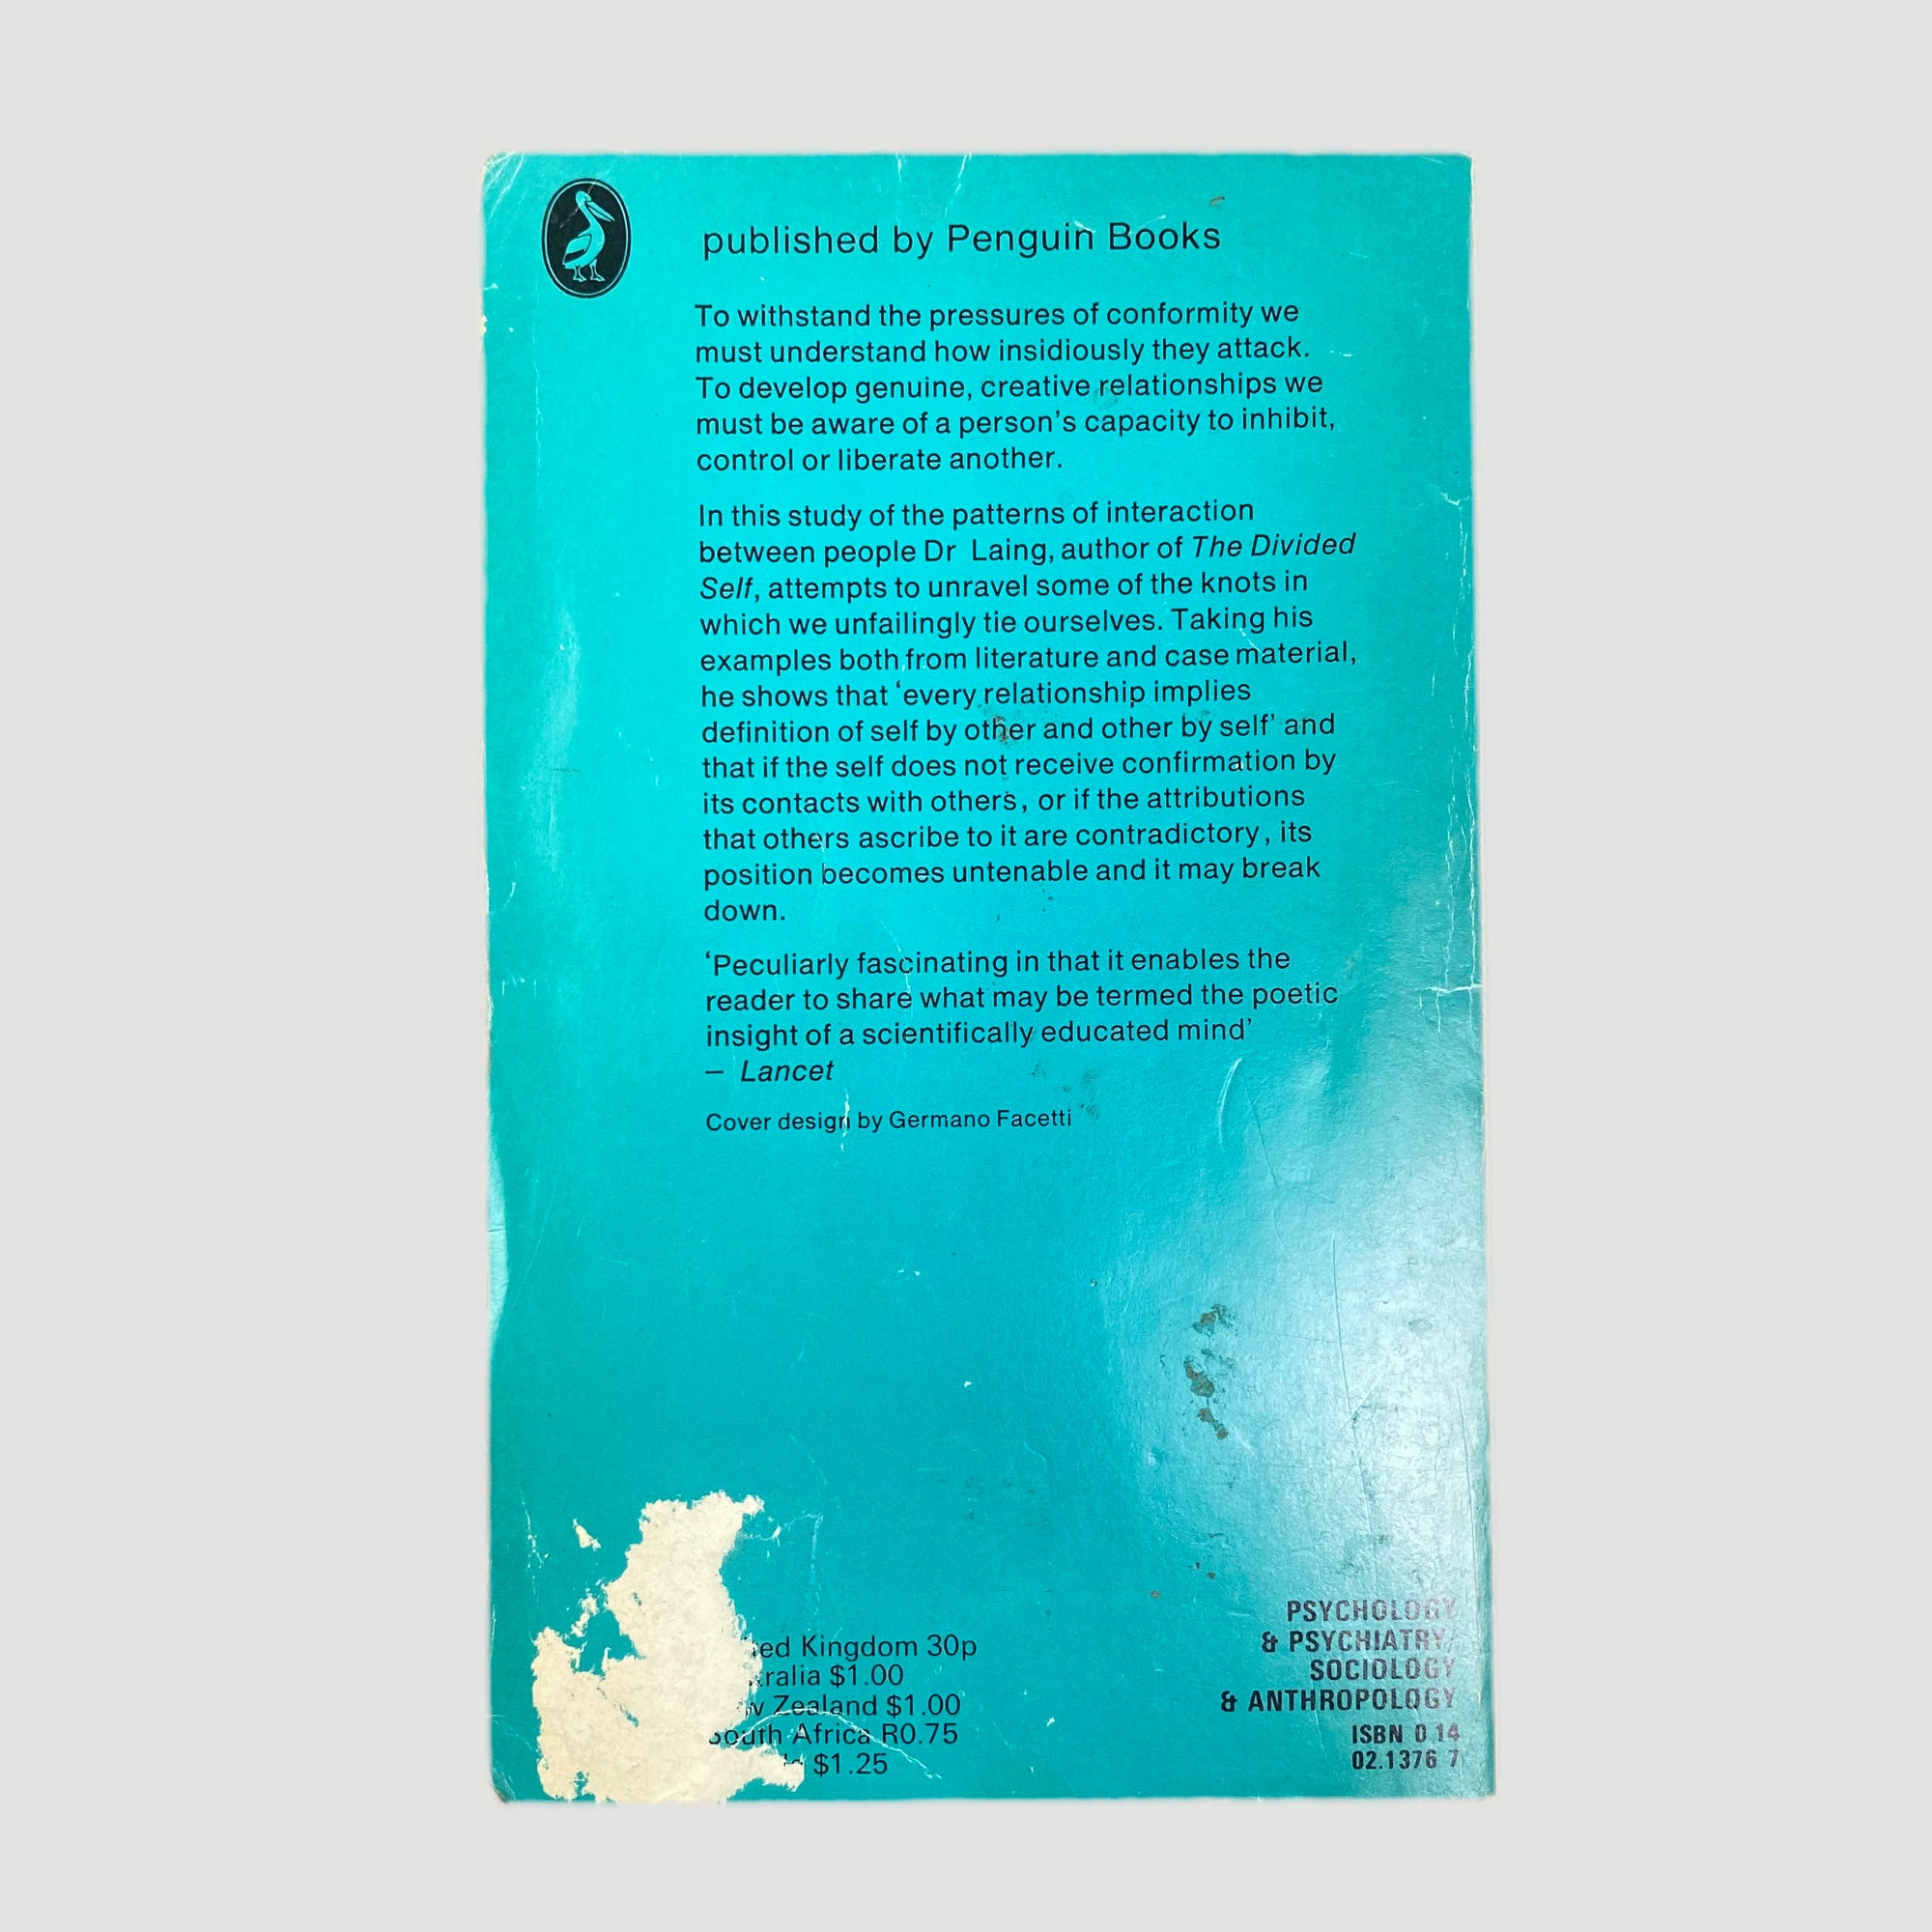 published by Penguin Books
To withstand the pressures of conformity we
must understand how insidiously they attack.
To develop genuine, creative relationships we
must be aware of a person's capacity to inhibit,
control or liberate another.
In this study of the patterns of interaction
between people Dr Laing, author of The Divided
Self, attempts to unravel some of the knots in
which we unfailingly tie ourselves. Taking his
examples both from literature and case material,
he shows that ‘every relationship implies
definition of self by other and other by self’ and
that if the self does not receive confirmation by
its contacts with others, or if the attributions
that others ascribe to it are contradictory, its
position becomes untenable and it may break
down.
‘Peculiarly fascinating in that it enables the
reader to share what may be termed the poetic
insight of a scientifically educated mind’
– Lancet
Cover design by Germano Facetti
Kingdom 30p
$1.00
Zealand $1.00
South Africa R0.75
$1.25
PSYCHOLOGY
& PSYCHIATRY,
SOCIOLOGY
& ANTHROPOLOGY
ISBN 0 14
02.1376 7